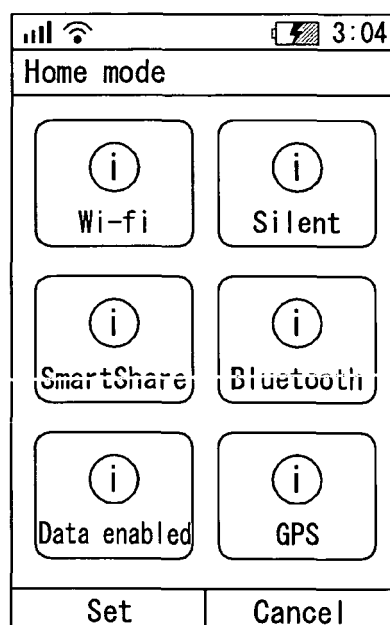 3:04
Home mode
i i
Wi-fi Silent
i i
SmartShare Bluetooth
i i
Data enabled GPS
Set Cancel